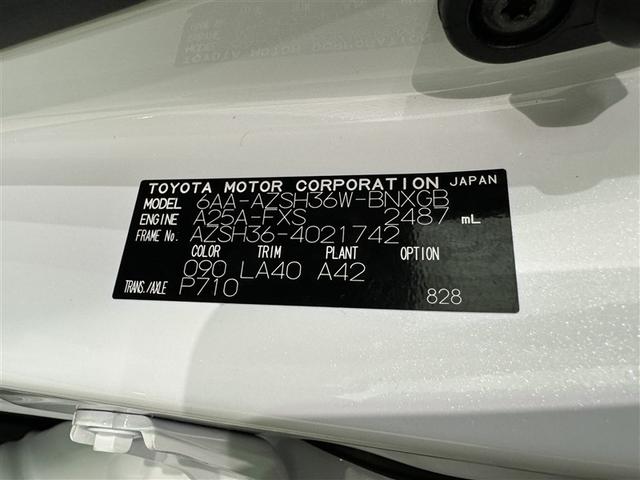 TOYOTA MOTOR CORPORATION JAPAN
MODEL 6AA-AZSH36W-BNXGB
ENGINE A25A-FXS 2487 mL
FRAME No. AZSH36-4021742
COLOR TRIM PLANT OPTION
090 LA40 A42
TRANS./AXLE P710
828